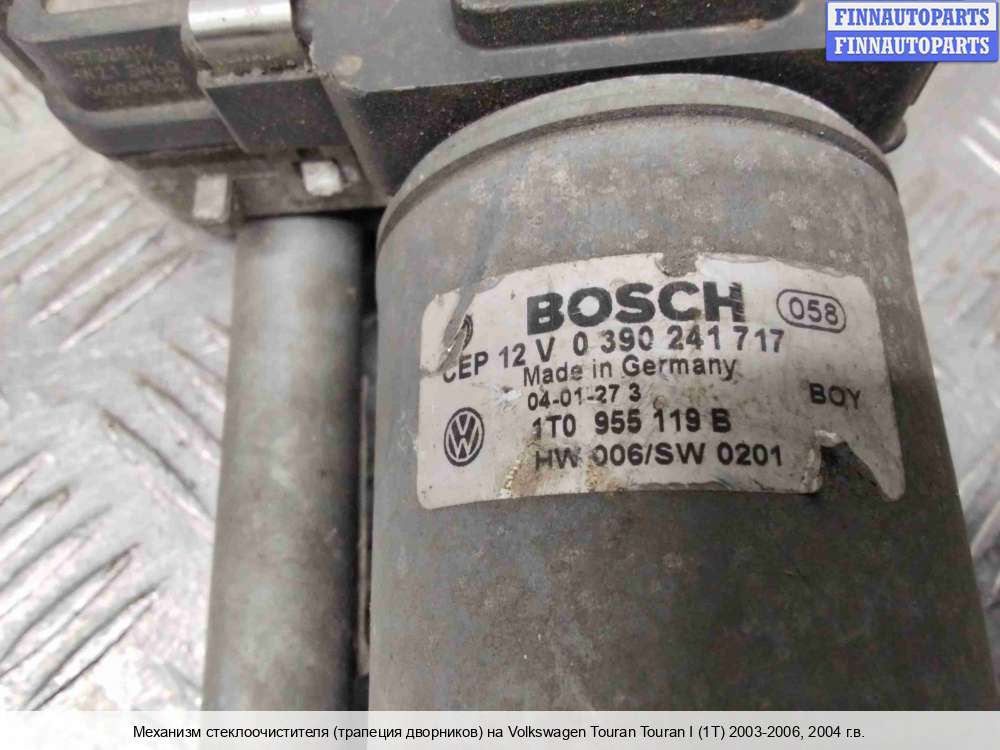 FINNAUTOPARTS
FINNAUTOPARTS
BOSCH
058
CEP 12 V 0 390 241 717
Made in Germany
04-01-27 3
BOY
1T0 955 119 B
HW 006/SW 0201
Механизм стеклоочистителя (трапеция дворников) на Volkswagen Touran Touran I (1T) 2003-2006, 2004 г.в.